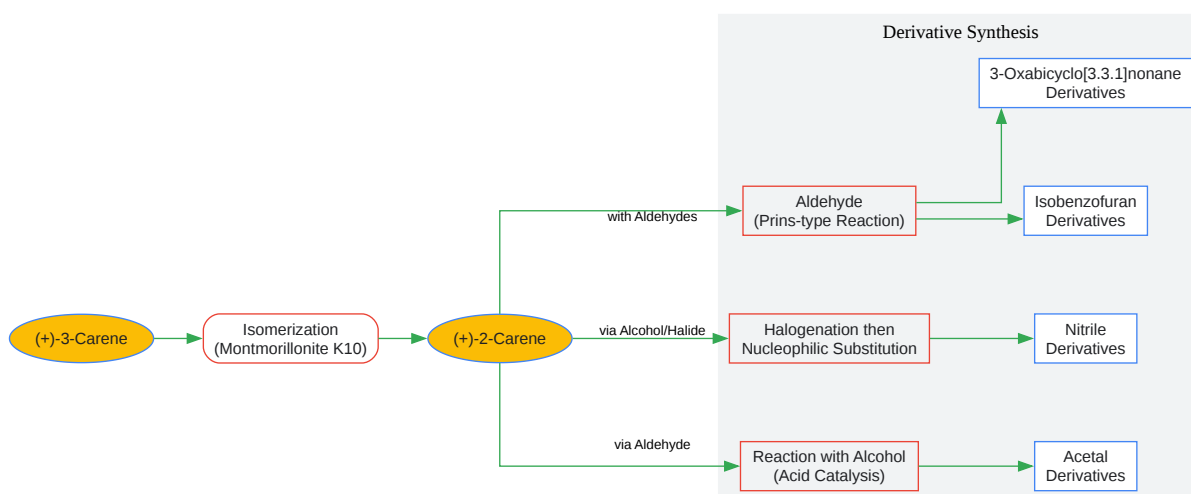 Derivative Synthesis
3-Oxabicyclo[3.3.1]nonane
Derivatives
with Aldehydes
Aldehyde
(Prins-type Reaction)
Isobenzofuran
Derivatives
(+)-3-Carene
Isomerization
(Montmorillonite K10)
(+)-2-Carene
via Alcohol/Halide
Halogenation then
Nucleophilic Substitution
Nitrile
Derivatives
via Aldehyde
Reaction with Alcohol
(Acid Catalysis)
Acetal
Derivatives